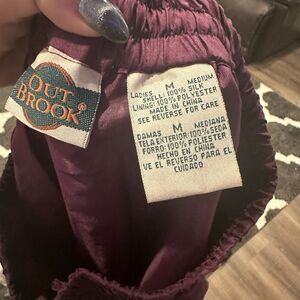 OUT
BROOK®
LADIES M MEDIUM
SHELL: 100% SILK
LINING: 100% POLYESTER
MADE IN CHINA
SEE REVERSE FOR CARE
DAMAS M MEDIANA
TELA EXTERIOR: 100% SEDA
FORRO: 100% POLYESTER
HECHO EN CHINA
VE EL REVERSO PARA EL
CUIDADO